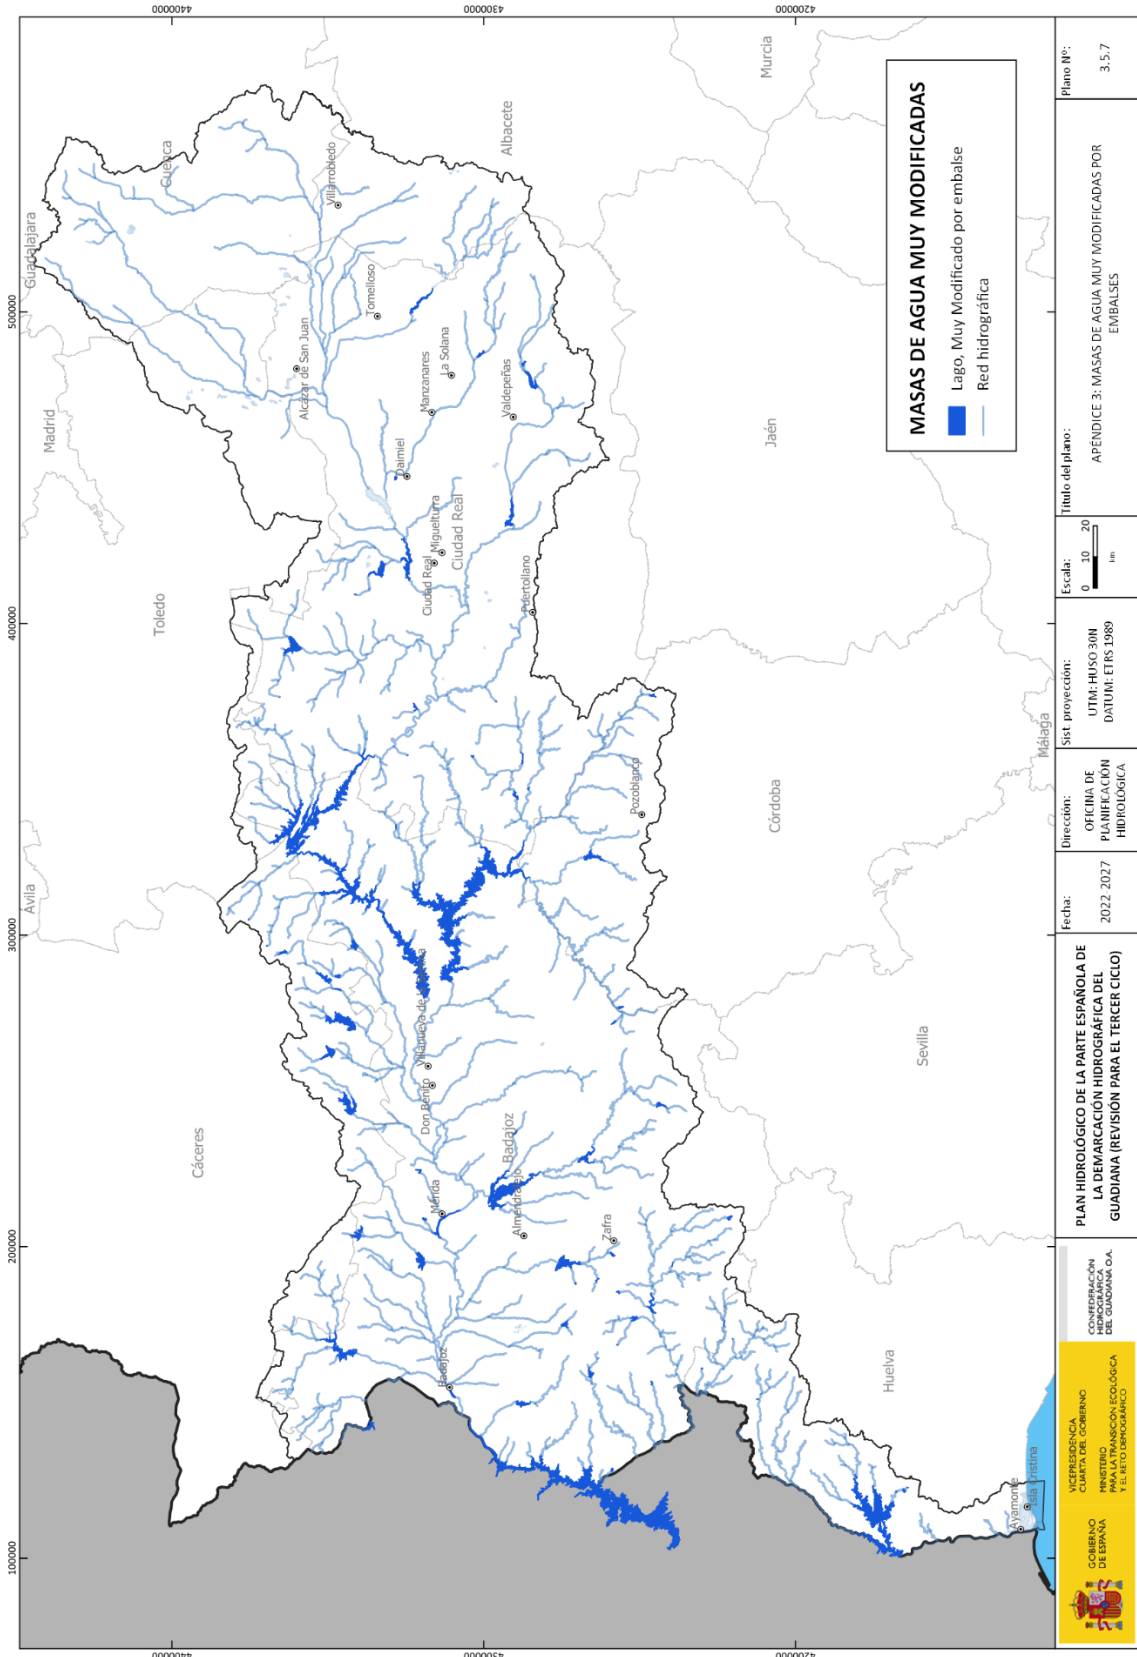 4400000
4300000
4200000
500000
400000
300000
200000
100000
4400000
4300000
4200000
Guadalajara
Cuenca
Madrid
Villarrobledo
Albacete
Murcia
Tomelloso
Alcázar de San Juan
La Solana
Manzanares
Valdepeñas
Daimiel
Miguelturra
Ciudad Real
Ciudad Real
Puertollano
Jaén
Toledo
Ávila
Pozoblanco
Córdoba
Málaga
Villanueva de la
Don Benito
Cáceres
Badajoz
Mérida
Almendralejo
Zafra
Sevilla
Badajoz
Huelva
Ayamonte
Isla Cristina
MASAS DE AGUA MUY MODIFICADAS
Lago, Muy Modificado por embalse
Red hidrográfica
GOBIERNO
DE ESPAÑA
VICEPRESIDENCIA
CUARTA DEL GOBIERNO
MINISTERIO
PARA LA TRANSICIÓN ECOLÓGICA
Y EL RETO DEMOGRÁFICO
CONFEDERACIÓN
HIDROGRÁFICA
DEL GUADIANA O.A.
PLAN HIDROLÓGICO DE LA PARTE ESPAÑOLA DE
LA DEMARCACIÓN HIDROGRÁFICA DEL
GUADIANA (REVISIÓN PARA EL TERCER CICLO)
Fecha:
2022 2027
Dirección:
OFICINA DE
PLANIFICACIÓN
HIDROLÓGICA
Sist. proyección:
UTM: HUSO 30N
DATUM: ETRS 1989
Escala:
0 10 20
km
Título del plano:
APÉNDICE 3: MASAS DE AGUA MUY MODIFICADAS POR
EMBALSES
Plano Nº:
3.5.7